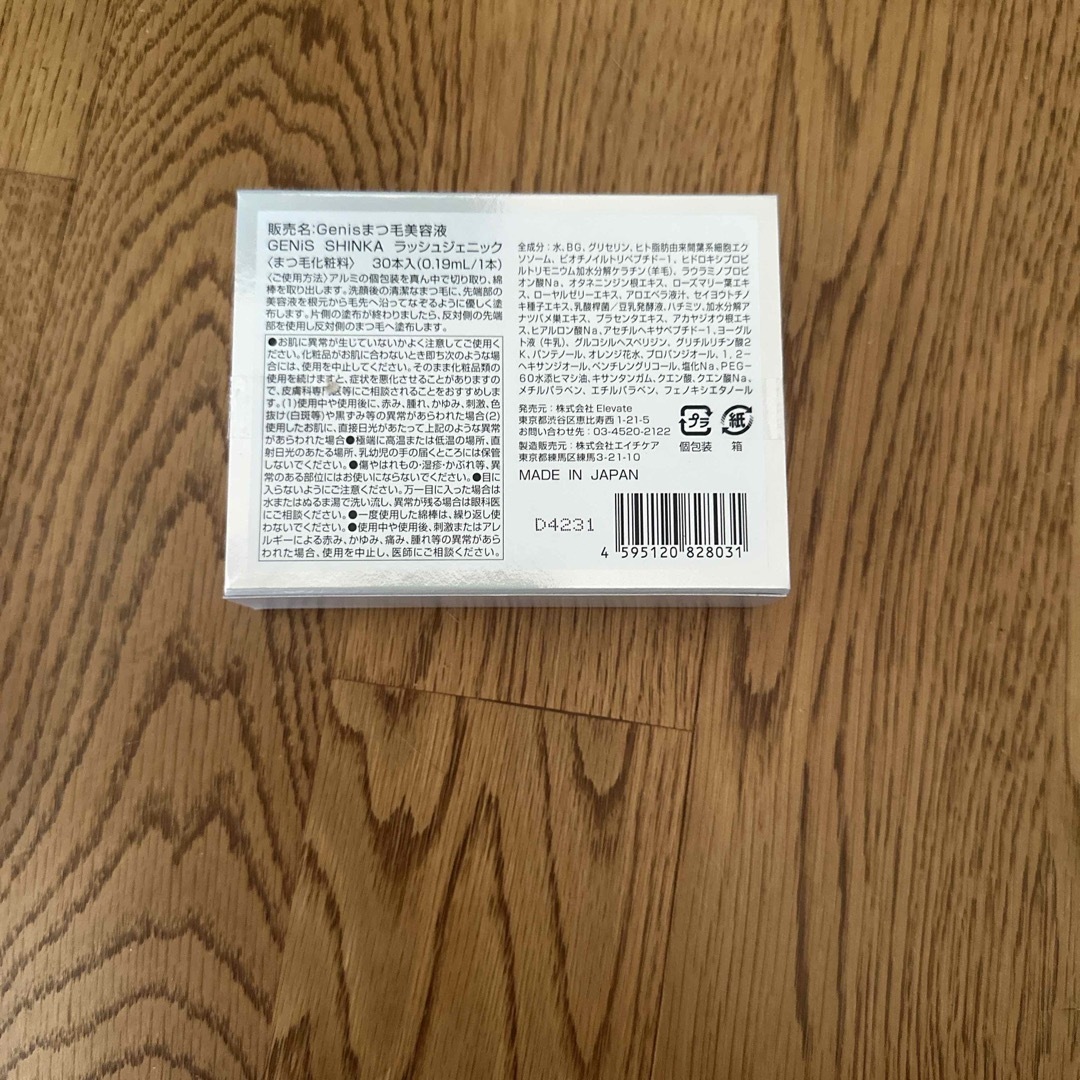 販売名:Genisまつ毛美容液
GENiS SHINKA ラッシュジェニック
〈まつ毛化粧料〉 30本入(0.19mL/1本)
〈ご使用方法〉アルミの個包装を真ん中で切り取り、綿
棒を取り出します。洗顔後の清潔なまつ毛に、先端部の
美容液を根元から毛先へ沿ってなぞるように優しく塗
布します。片側の塗布が終わりましたら、反対側の先端
部を使用し反対側のまつ毛へ塗布します。
●お肌に異常が生じていないかよく注意してご使用く
ださい。化粧品がお肌に合わないとき即ち次のような場
合には、使用を中止してください。そのまま化粧品類の
使用を続けますと、症状を悪化させることがありますの
で、皮膚科専門医等にご相談されることをおすすめしま
す。(1)使用中や使用後に、赤み、腫れ、かゆみ、刺激、色
抜け(白斑等)や黒ずみ等の異常があらわれた場合(2)
使用したお肌に、直接日光があたって上記のような異常
があらわれた場合●極端に高温または低温の場所、直
射日光のあたる場所、乳幼児の手の届くところには保管
しないでください。●傷やはれもの・湿疹・かぶれ等、異
常のある部位にはお使いにならないでください。●目に
入らないようにご注意ください。万一目に入った場合は
水またはぬるま湯で洗い流し、異常が残る場合は眼科医
にご相談ください。●一度使用した綿棒は、繰り返し使
わないでください。●使用中や使用後、刺激またはアレ
ルギーによる赤み、かゆみ、痛み、腫れ等の異常があら
われた場合、使用を中止し、医師にご相談ください。
全成分:水、BG、グリセリン、ヒト脂肪由来間葉系細胞エク
ソソーム、ビオチノイルトリペプチド-1、ヒドロキシプロピ
ルトリモニウム加水分解ケラチン(羊毛)、ラウラミノプロピ
オン酸Na、オタネニンジン根エキス、ローズマリー葉エキ
ス、ローヤルゼリーエキス、アロエベラ液汁、セイヨウトチノ
キ種子エキス、乳酸桿菌/豆乳発酵液、ハチミツ、加水分解ア
ナツバメ巣エキス、プラセンタエキス、アカヤジオウ根エキ
ス、ヒアルロン酸Na、アセチルヘキサペプチド-1、ヨーグル
ト液(牛乳)、グルコシルヘスペリジン、グリチルリチン酸2
K、パンテノール、オレンジ花水、プロパンジオール、1、2-
ヘキサンジオール、ペンチレングリコール、塩化Na、PEG-
60水添ヒマシ油、キサンタンガム、クエン酸、クエン酸Na、
メチルパラベン、エチルパラベン、フェノキシエタノール
発売元:株式会社Elevate
東京都渋谷区恵比寿西 1-21-5
お問い合わせ先:03-4520-2122
製造販売元:株式会社エイチケア
東京都練馬区練馬3-21-10
プラ 紙
個包装 箱
MADE IN JAPAN
D4231
4 595120 828031